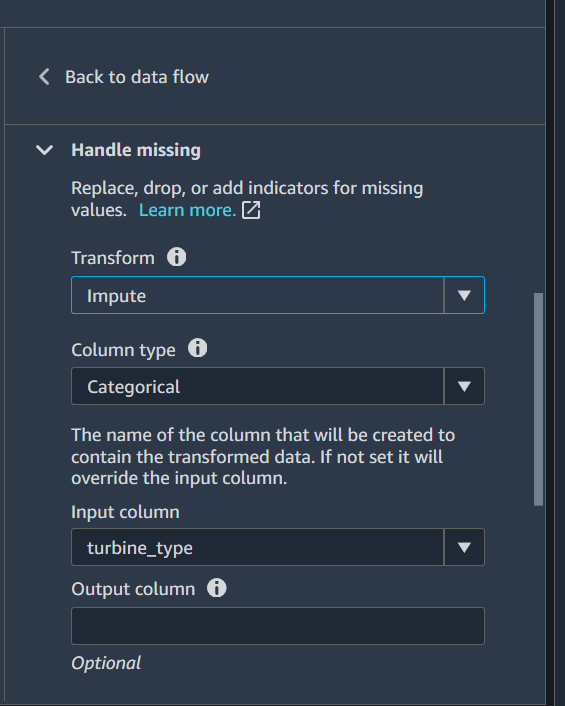 Back to data flow
Handle missing
Replace, drop, or add indicators for missing
values. Learn more.
Transform
Impute
Column type
Categorical
The name of the column that will be created to
contain the transformed data. If not set it will
override the input column.
Input column
turbine_type
Output column
Optional